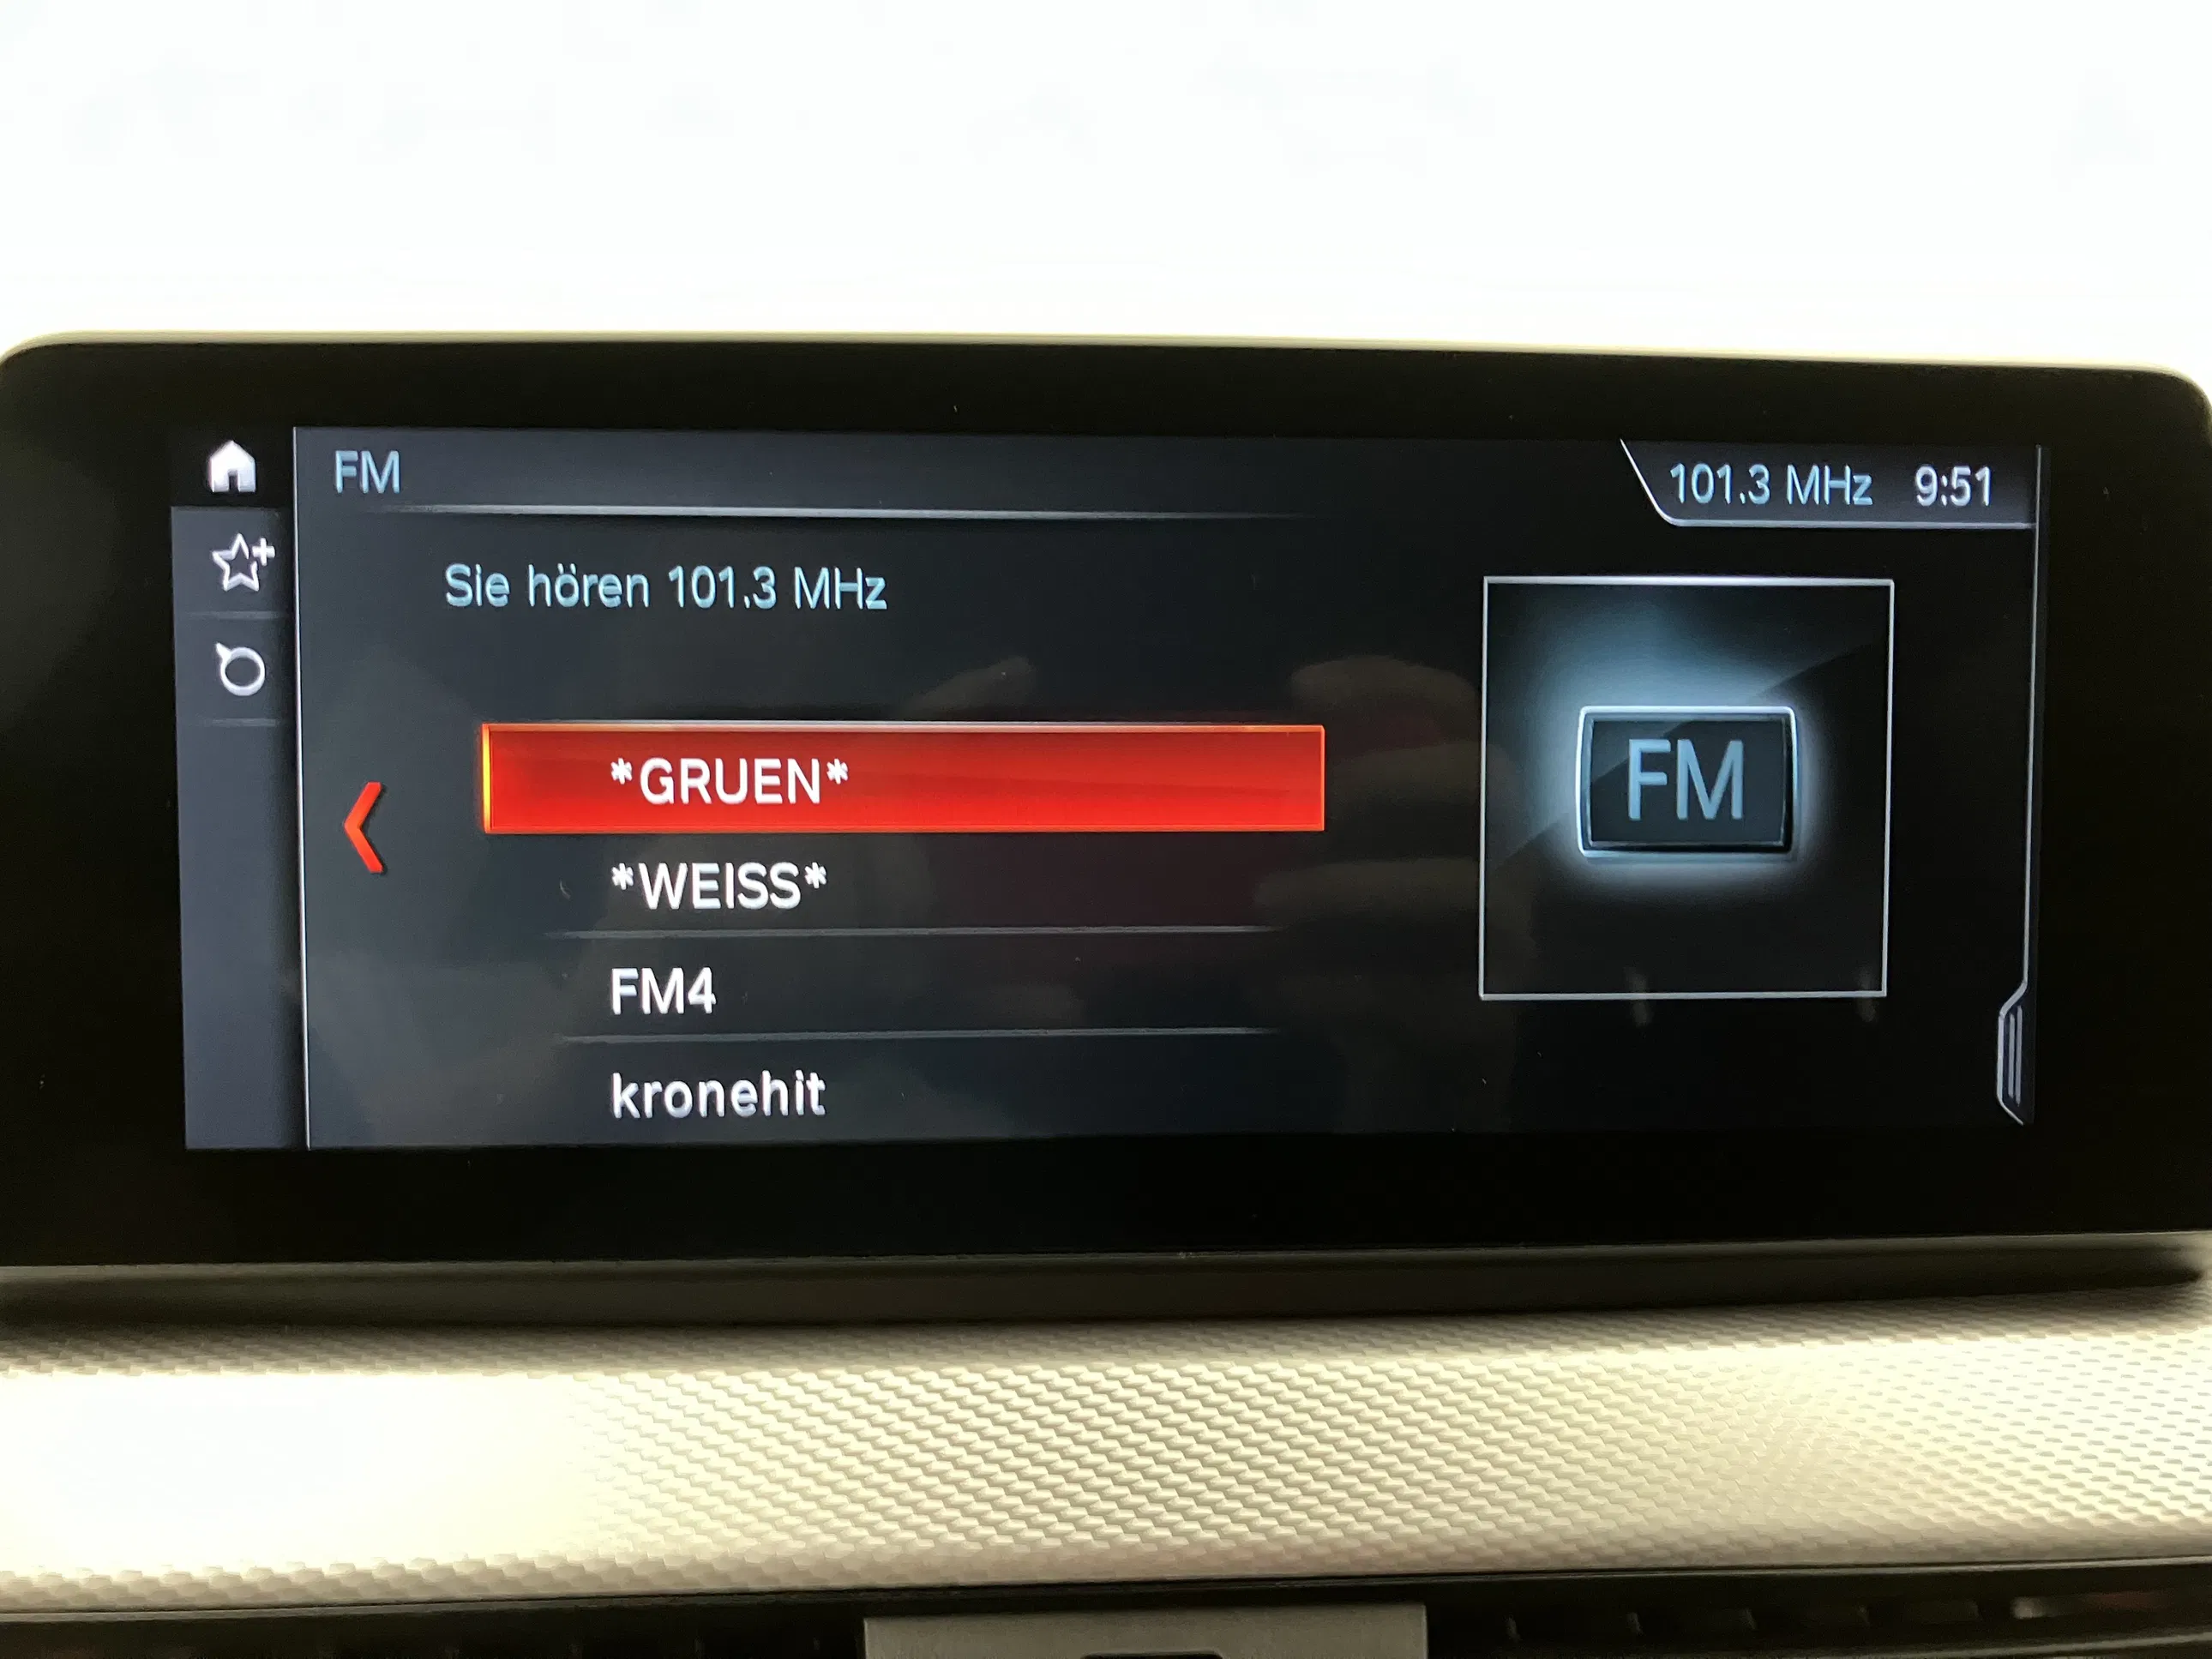 FM
101.3 MHz 9:51
Sie hören 101.3 MHz
*GRUEN*
*WEISS*
FM4
kronehit
FM